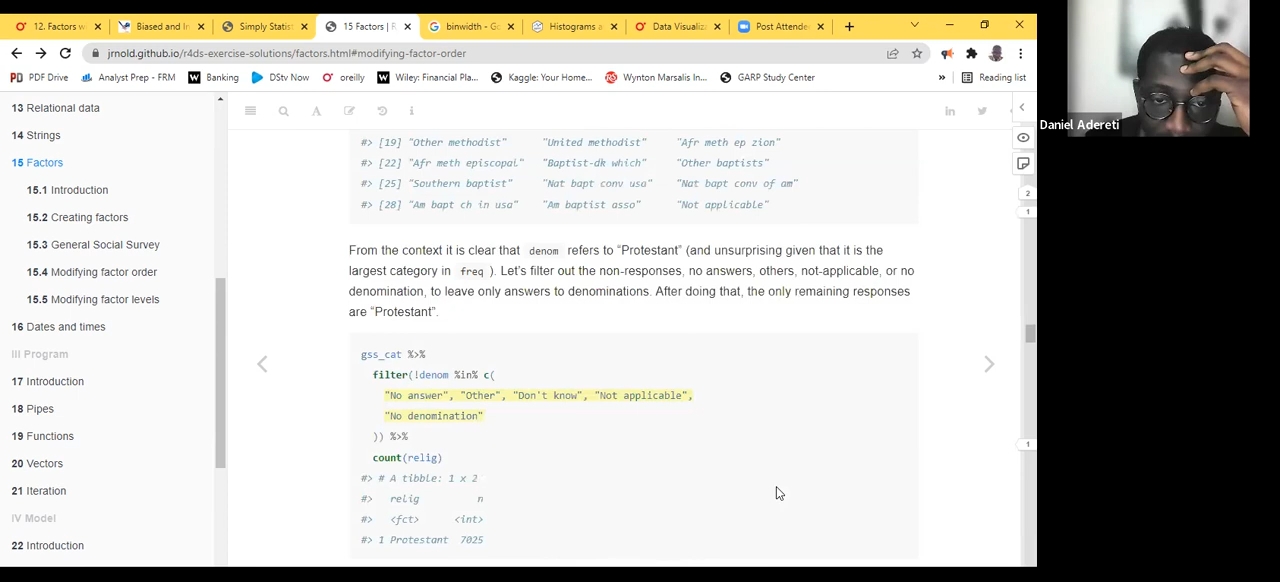 12. Factors w
Biased and In
Simply Statist
15 Factors | R
binwidth - Go
Histograms a
Data Visualiz
Post Attende
jrnold.github.io/r4ds-exercise-solutions/factors.html#modifying-factor-order
PDF Drive
Analyst Prep - FRM
Banking
DStv Now
oreilly
Wiley: Financial Pla...
Kaggle: Your Home...
Wynton Marsalis In...
GARP Study Center
»
Reading list
Daniel Adereti
13 Relational data
14 Strings
15 Factors
15.1 Introduction
15.2 Creating factors
15.3 General Social Survey
15.4 Modifying factor order
15.5 Modifying factor levels
16 Dates and times
III Program
17 Introduction
18 Pipes
19 Functions
20 Vectors
21 Iteration
IV Model
22 Introduction
#> [19] "Other methodist" "United methodist" "Afr meth ep zion"
#> [22] "Afr meth episcopal" "Baptist-dk which" "Other baptists"
#> [25] "Southern baptist" "Nat bapt conv usa" "Nat bapt conv of am"
#> [28] "Am bapt ch in usa" "Am baptist asso" "Not applicable"
From the context it is clear that denom refers to “Protestant” (and unsurprising given that it is the
largest category in freq ). Let’s filter out the non-responses, no answers, others, not-applicable, or no
denomination, to leave only answers to denominations. After doing that, the only remaining responses
are “Protestant”.
gss_cat %>%
filter(!denom %in% c(
"No answer", "Other", "Don't know", "Not applicable",
"No denomination"
)) %>%
count(relig)
#> # A tibble: 1 x 2
#> relig n
#> <fct> <int>
#> 1 Protestant 7025
2
1
1